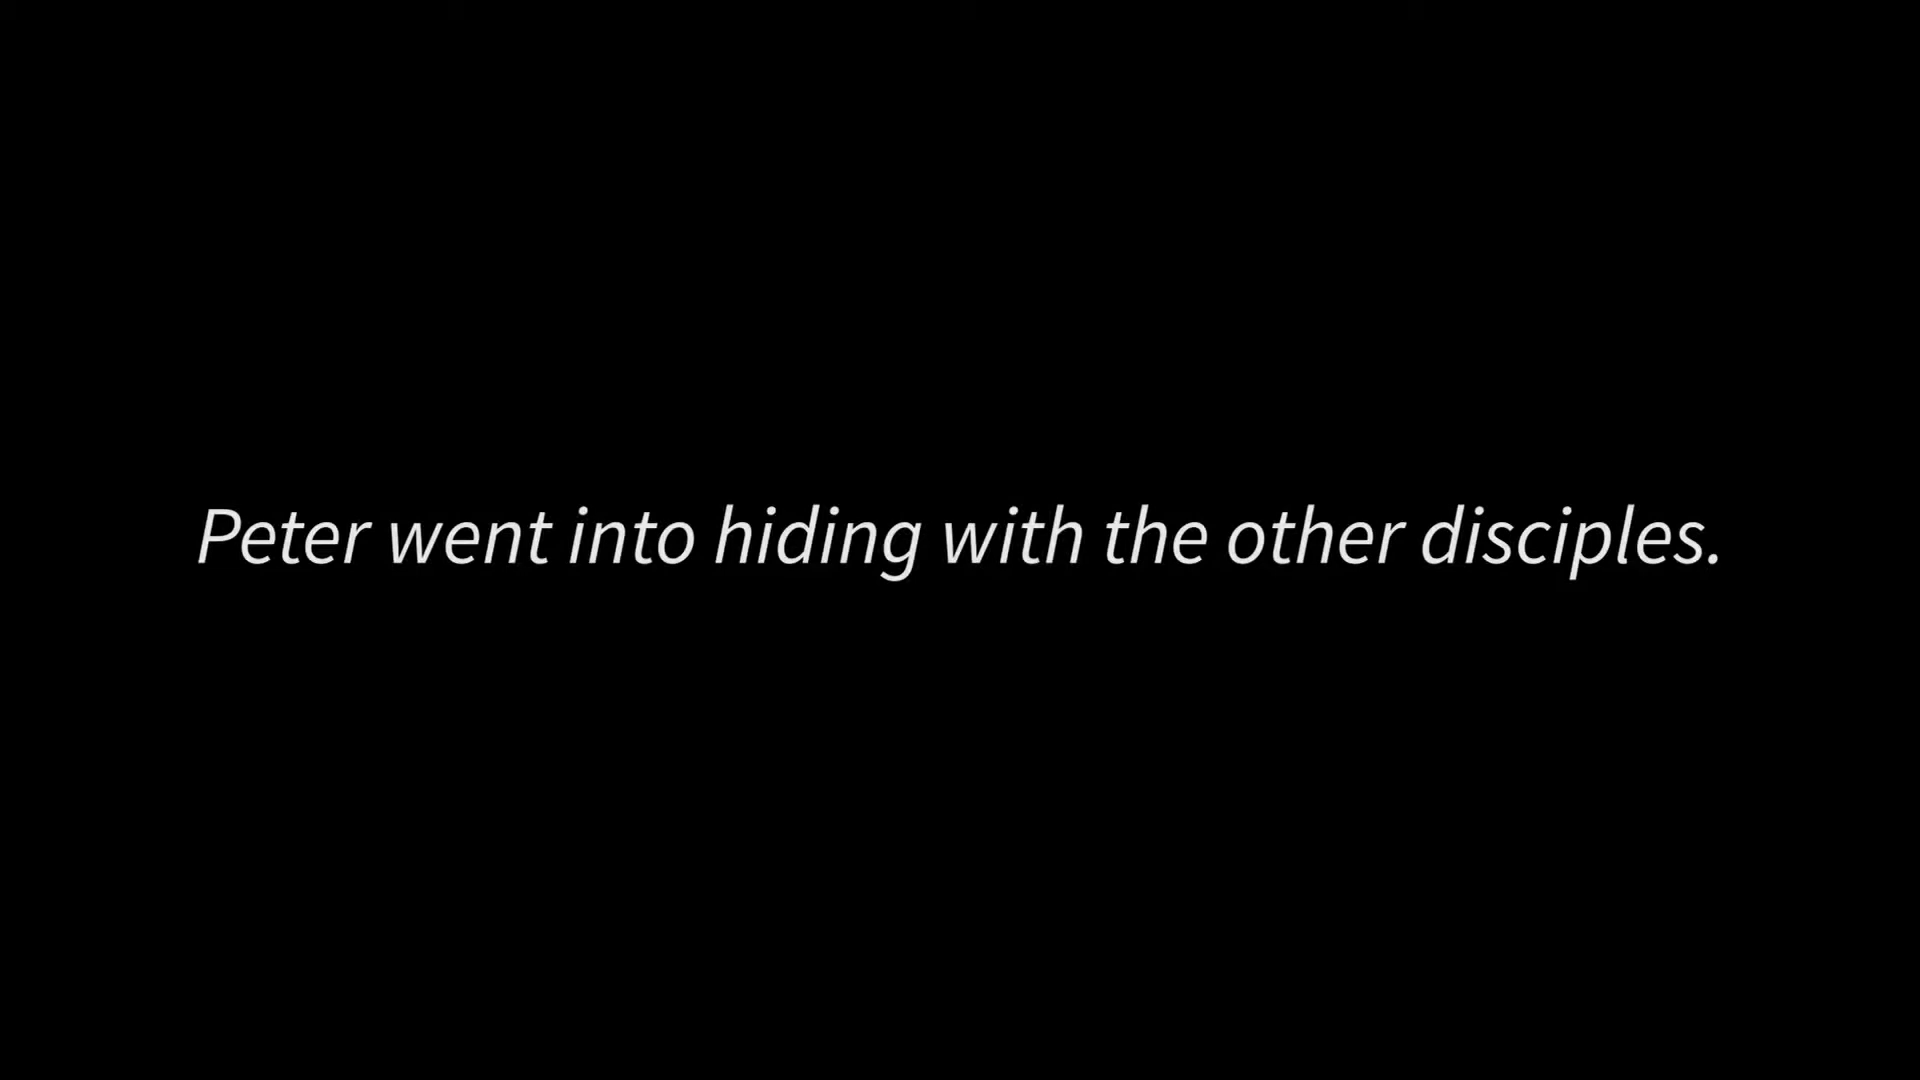 Peter went into hiding with the other disciples.